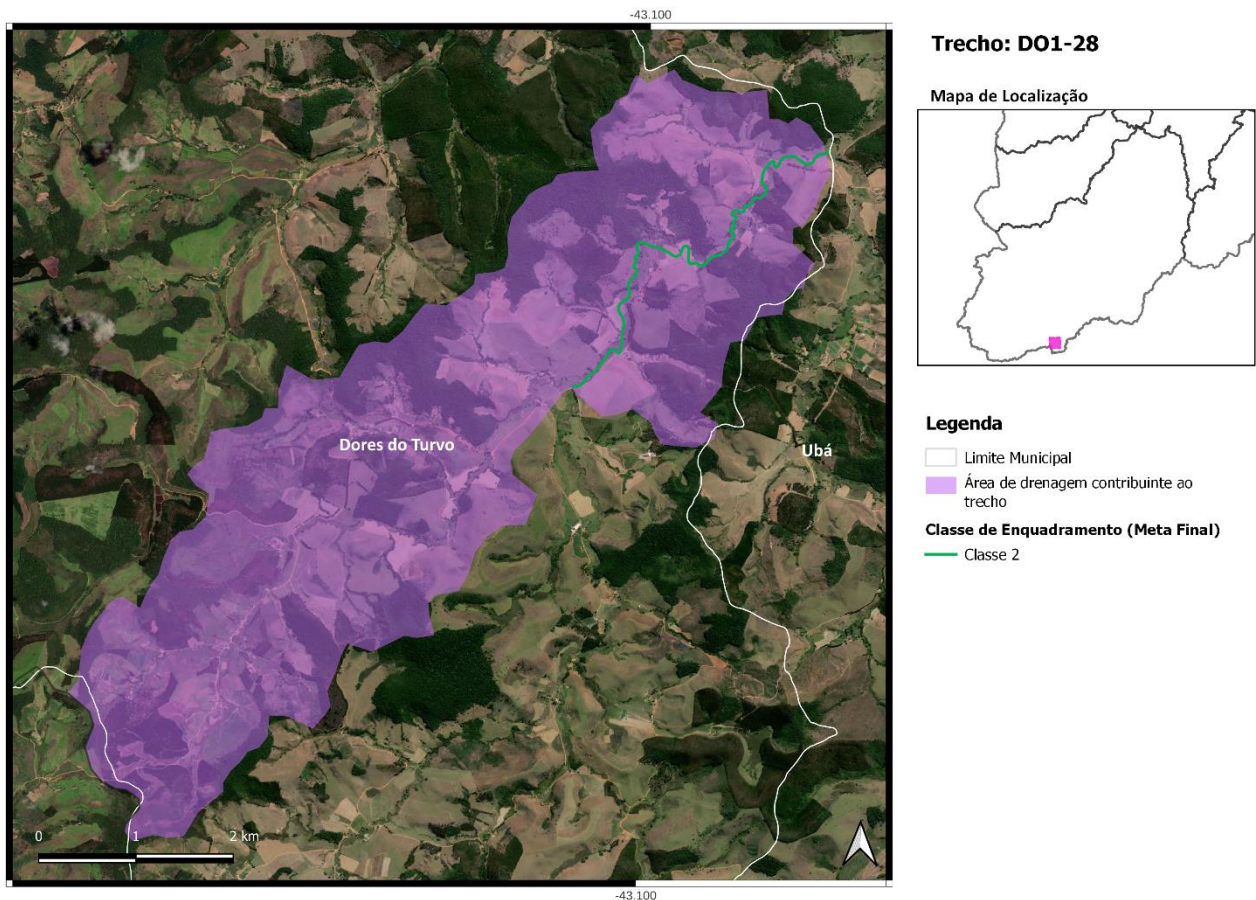 -43.100
Trecho: DO1-28
Mapa de Localização
Dores do Turvo
Ubá
Legenda
Limite Municipal
Área de drenagem contribuinte ao
trecho
Classe de Enquadramento (Meta Final)
Classe 2
0 1 2 km
-43.100